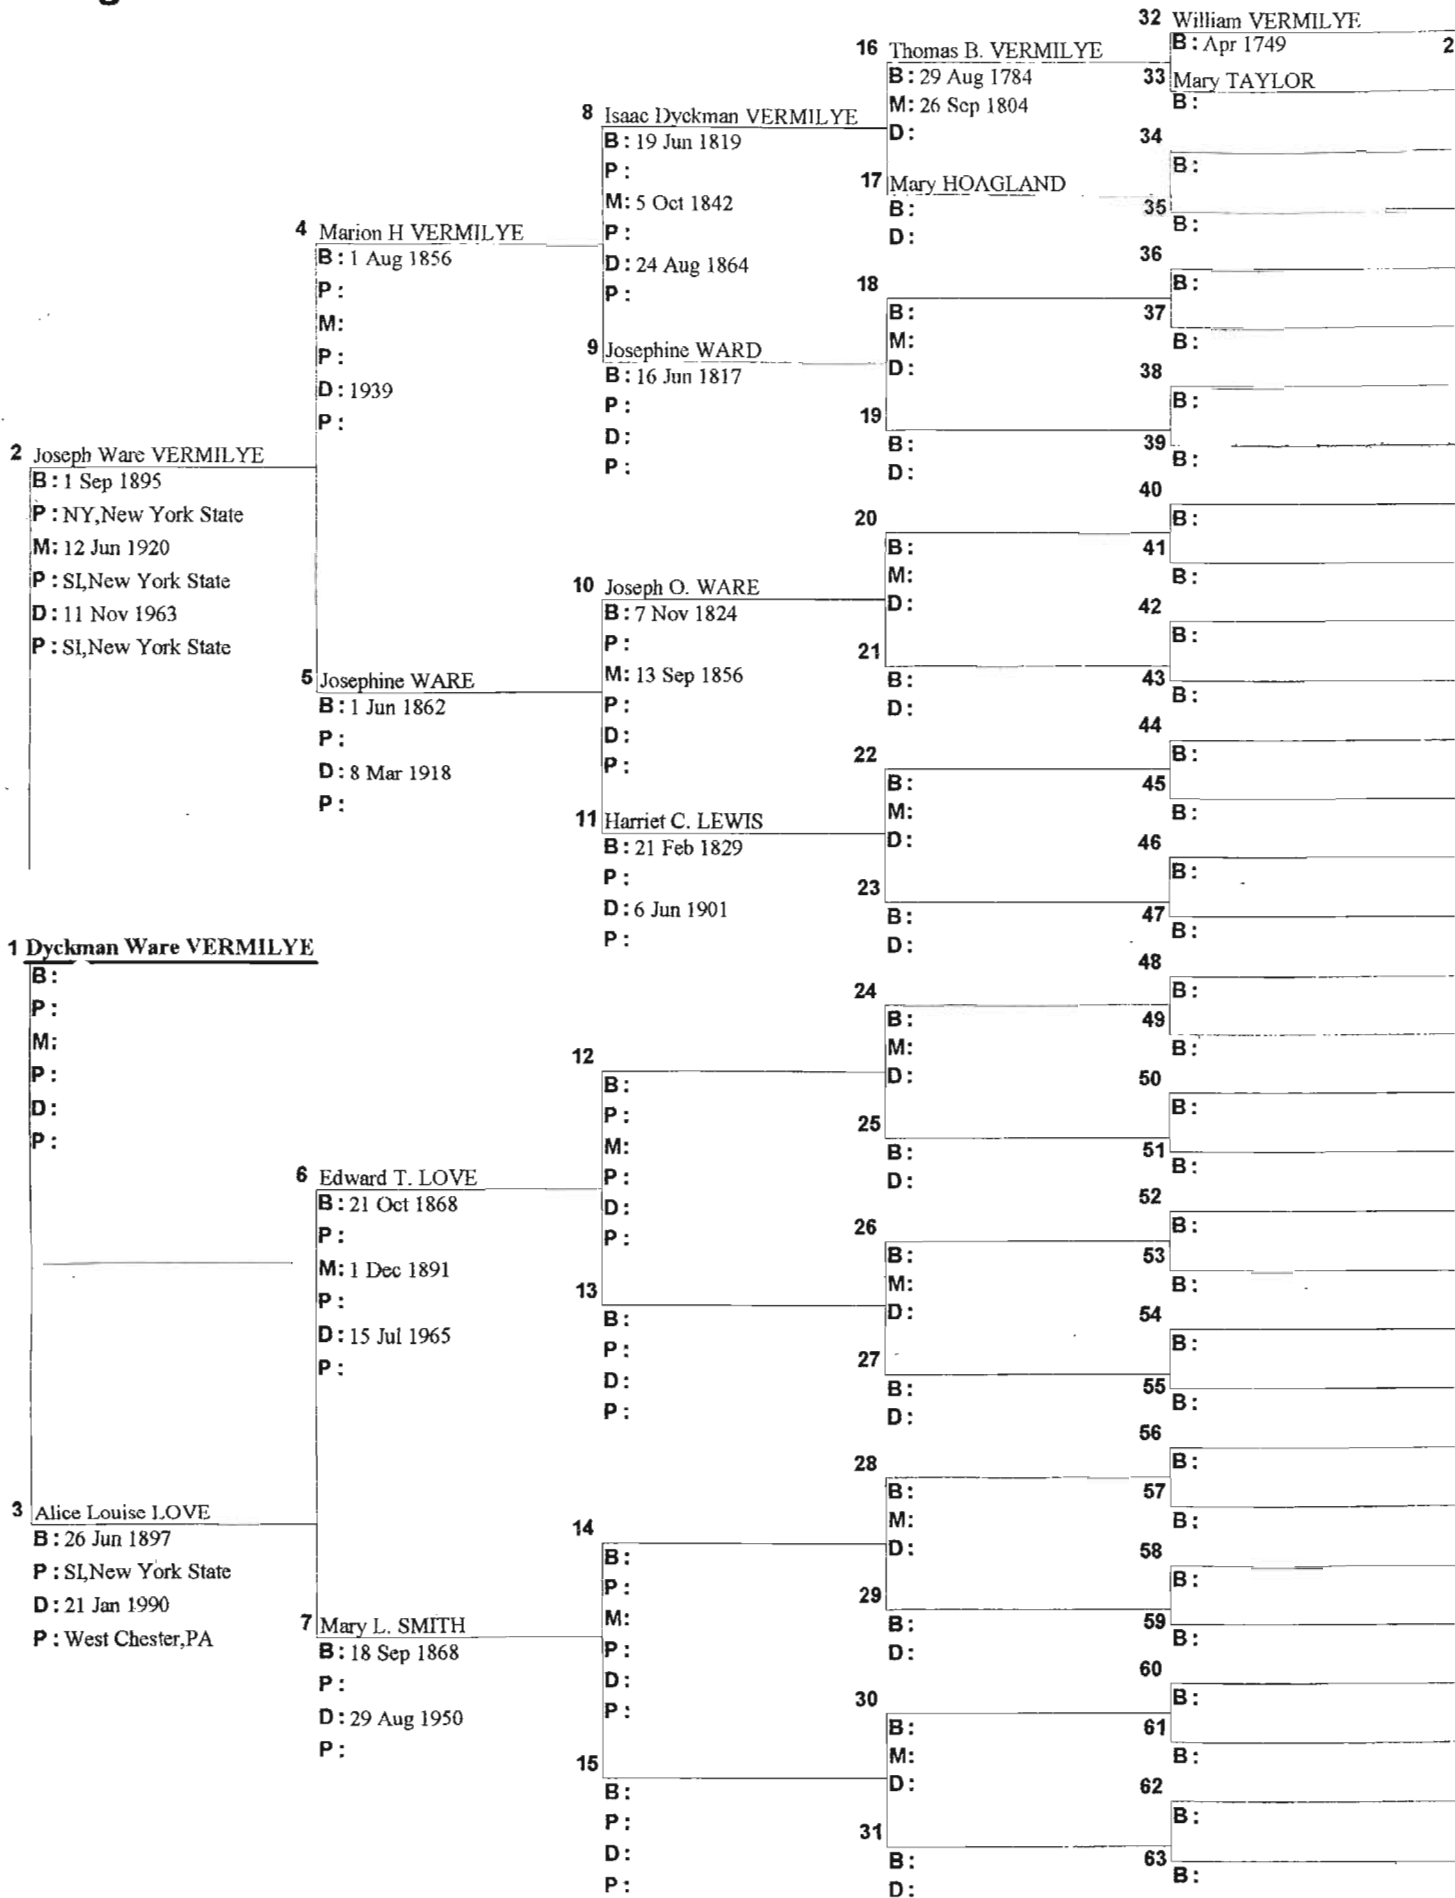 32 William VERMILYE
B: Apr 1749
2
33 Mary TAYLOR
B:
34
B:
35
B:
36
B:
37
B:
38
B:
39
B:
40
B:
41
B:
42
B:
43
B:
44
B:
45
B:
46
B:
47
B:
48
B:
49
B:
50
B:
51
B:
52
B:
53
B:
54
B:
55
B:
56
B:
57
B:
58
B:
59
B:
60
B:
61
B:
62
B:
63
B:
16 Thomas B. VERMILYE
B: 29 Aug 1784
M: 26 Sep 1804
D:
17 Mary HOAGLAND
B:
D:
18
B:
M:
D:
19
B:
D:
20
B:
M:
D:
21
B:
D:
22
B:
M:
D:
23
B:
D:
24
B:
M:
D:
25
B:
D:
26
B:
M:
D:
27
B:
D:
28
B:
M:
D:
29
B:
D:
30
B:
M:
D:
31
B:
D:
8 Isaac Dyckman VERMILYE
B: 19 Jun 1819
P:
M: 5 Oct 1842
P:
D: 24 Aug 1864
P:
9 Josephine WARD
B: 16 Jun 1817
P:
D:
P:
10 Joseph O. WARE
B: 7 Nov 1824
P:
M: 13 Sep 1856
P:
D:
P:
11 Harriet C. LEWIS
B: 21 Feb 1829
P:
D: 6 Jun 1901
P:
12
B:
P:
M:
P:
D:
P:
13
B:
P:
D:
P:
14
B:
P:
M:
P:
D:
P:
15
B:
P:
D:
P:
4 Marion H VERMILYE
B: 1 Aug 1856
P:
M:
P:
D: 1939
P:
5 Josephine WARE
B: 1 Jun 1862
P:
D: 8 Mar 1918
P:
6 Edward T. LOVE
B: 21 Oct 1868
P:
M: 1 Dec 1891
P:
D: 15 Jul 1965
P:
7 Mary L. SMITH
B: 18 Sep 1868
P:
D: 29 Aug 1950
P:
2 Joseph Ware VERMILYE
B: 1 Sep 1895
P: NY,New York State
M: 12 Jun 1920
P: SI,New York State
D: 11 Nov 1963
P: SI,New York State
1 Dyckman Ware VERMILYE
B:
P:
M:
P:
D:
P:
3 Alice Louise LOVE
B: 26 Jun 1897
P: SI,New York State
D: 21 Jan 1990
P: West Chester,PA